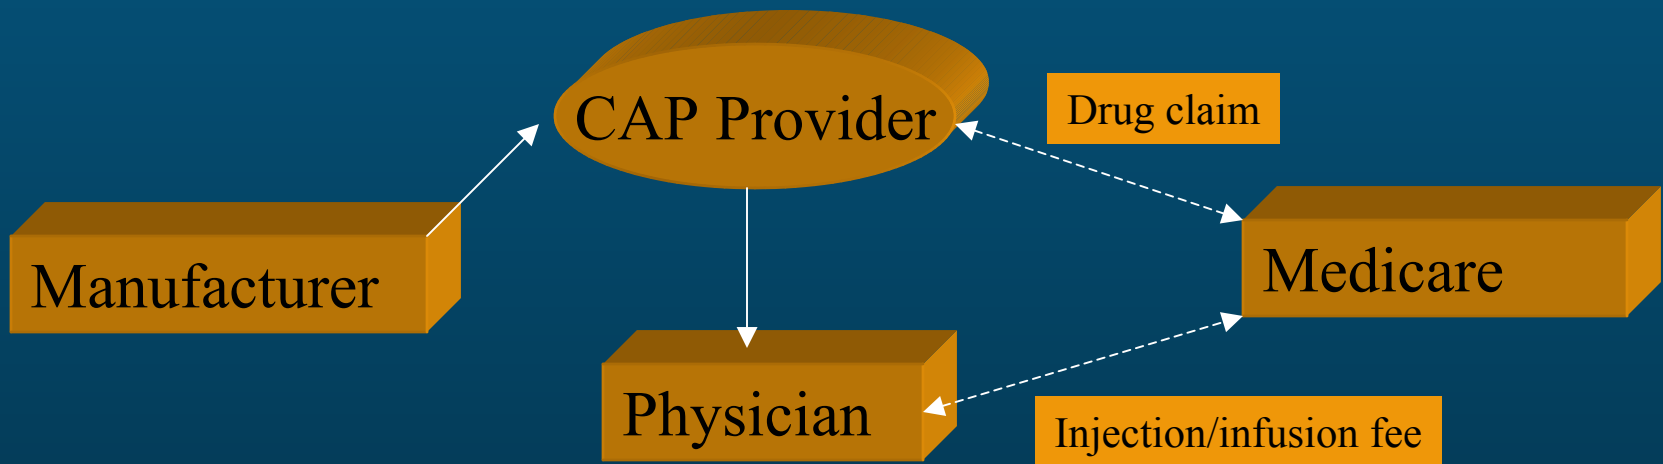 CAP Provider
Drug claim
Manufacturer
Medicare
Physician
Injection/infusion fee